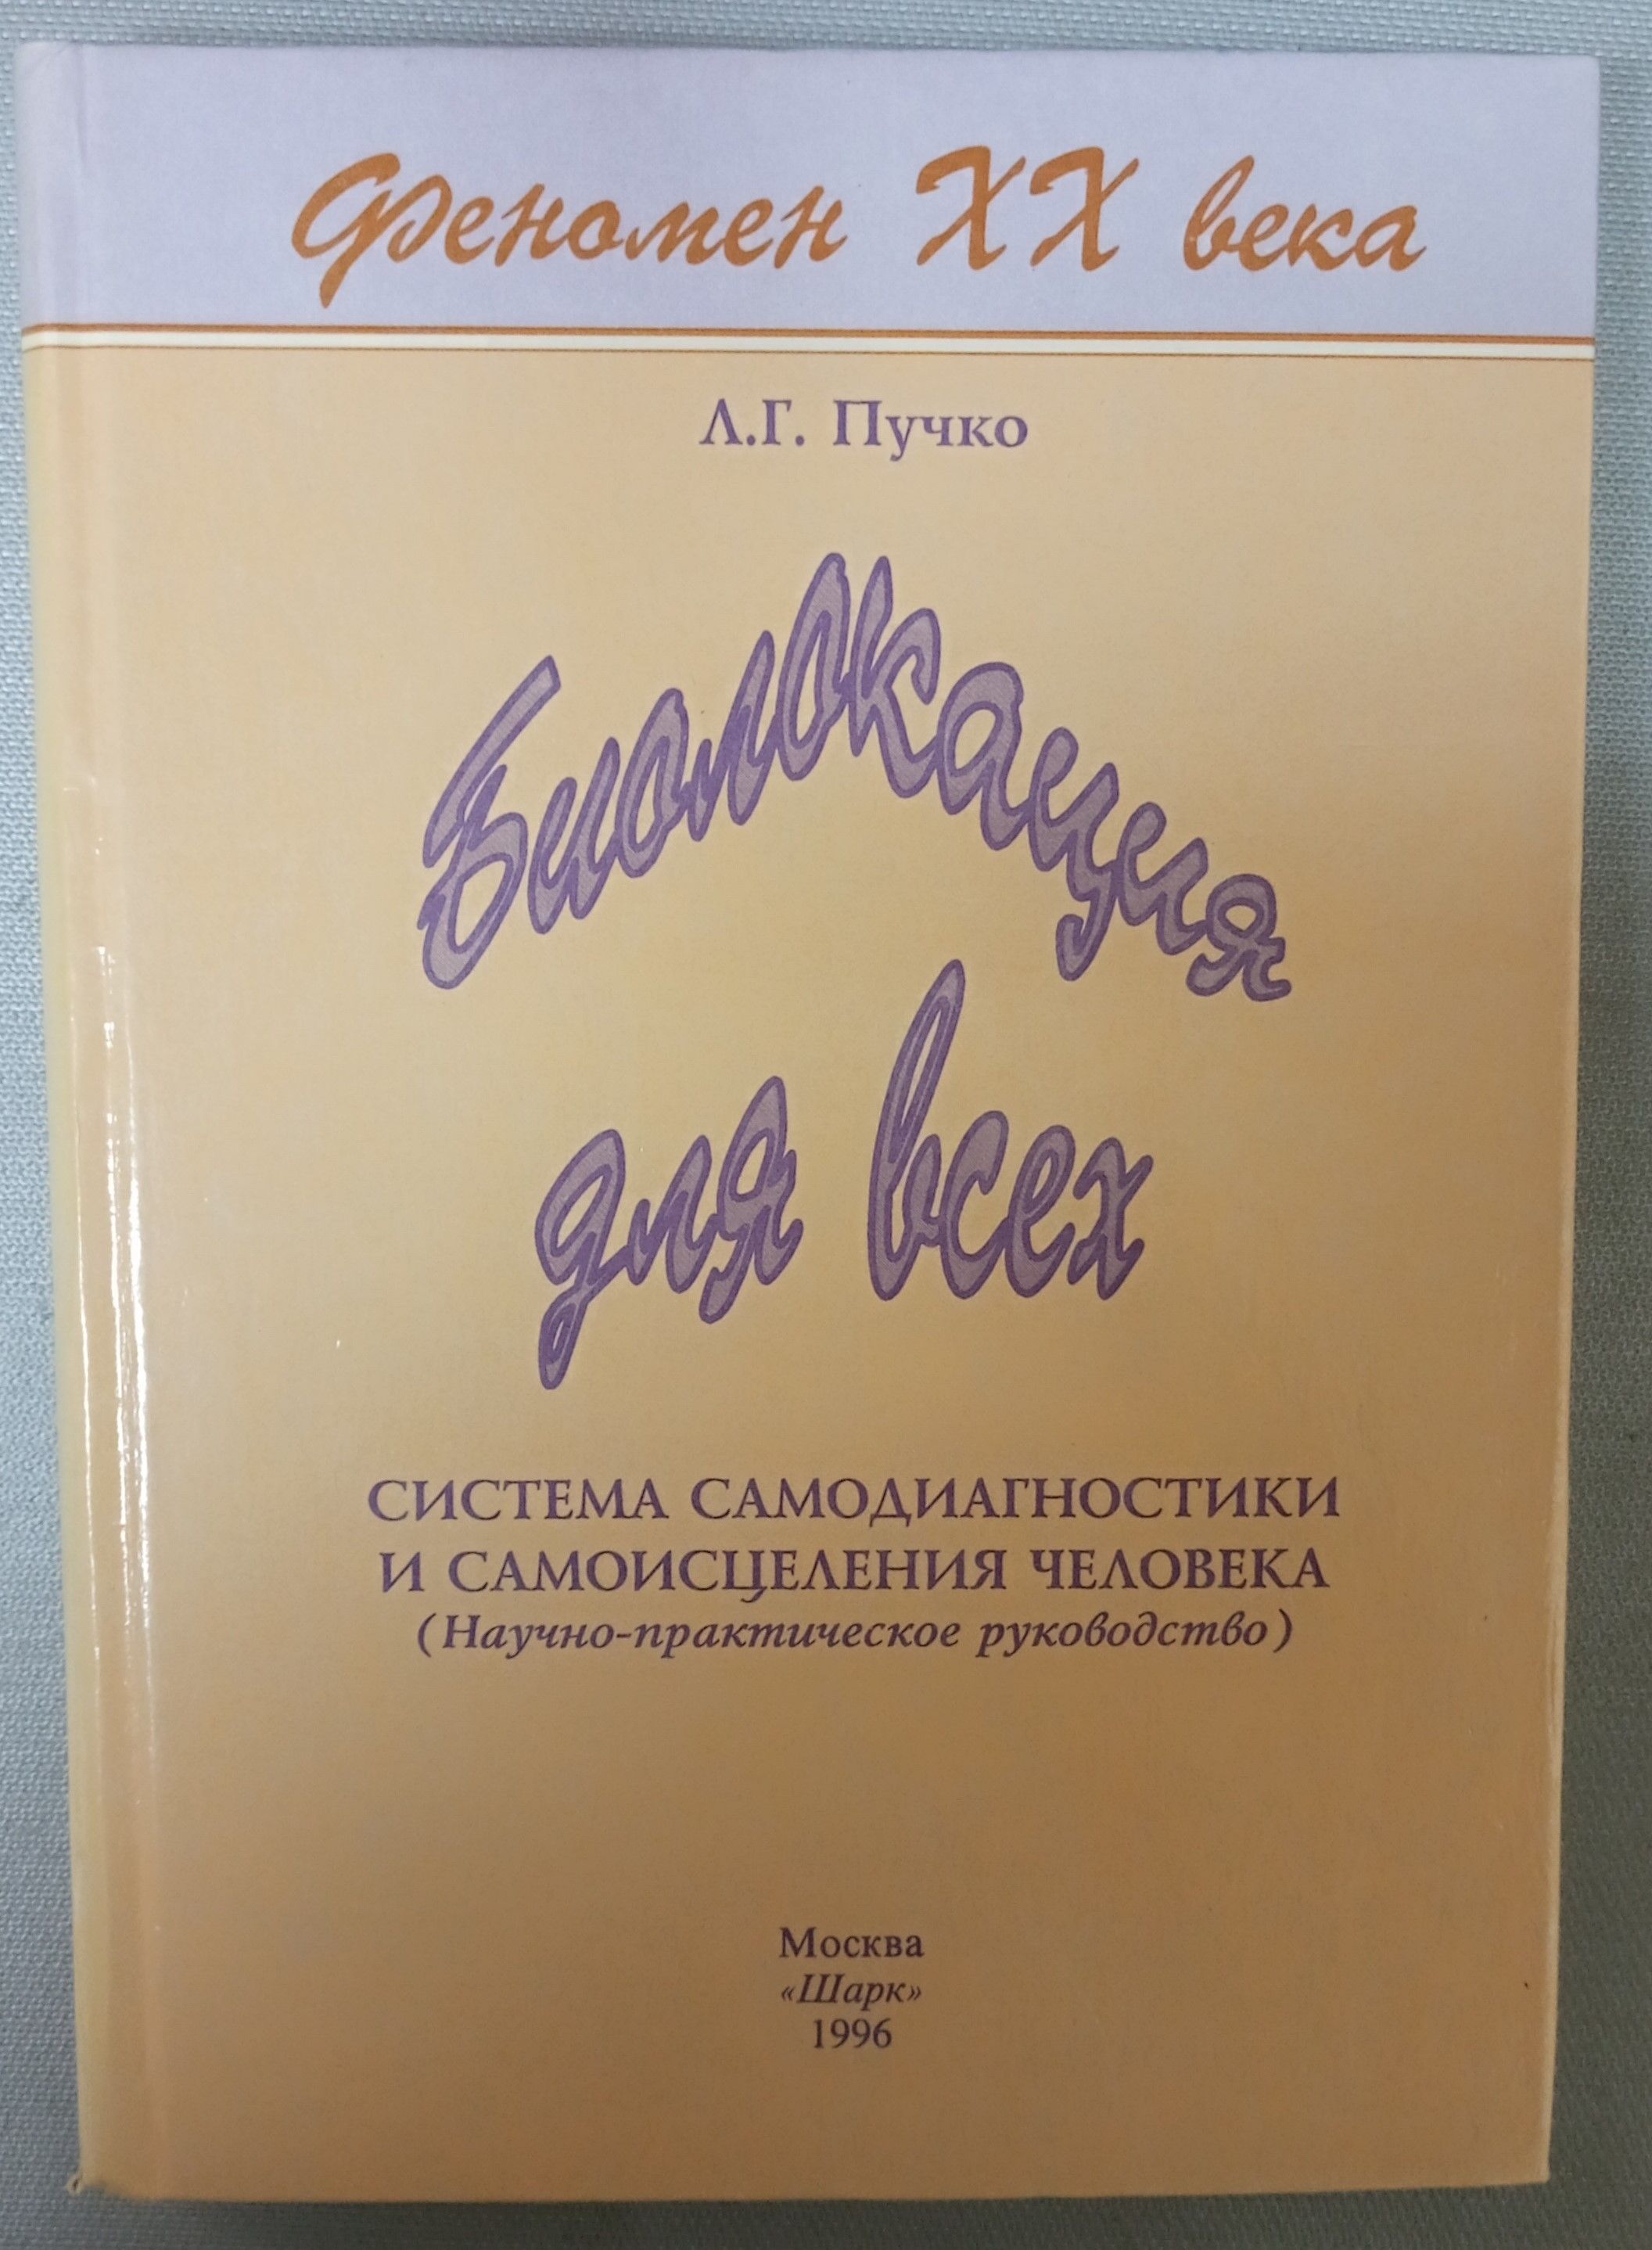 Феномен XX века
Л.Г. Пучко
Биолокация
для всех
СИСТЕМА САМОДИАГНОСТИКИ
И САМОИСЦЕЛЕНИЯ ЧЕЛОВЕКА
(Научно-практическое руководство)
Москва
«Шарк»
1996